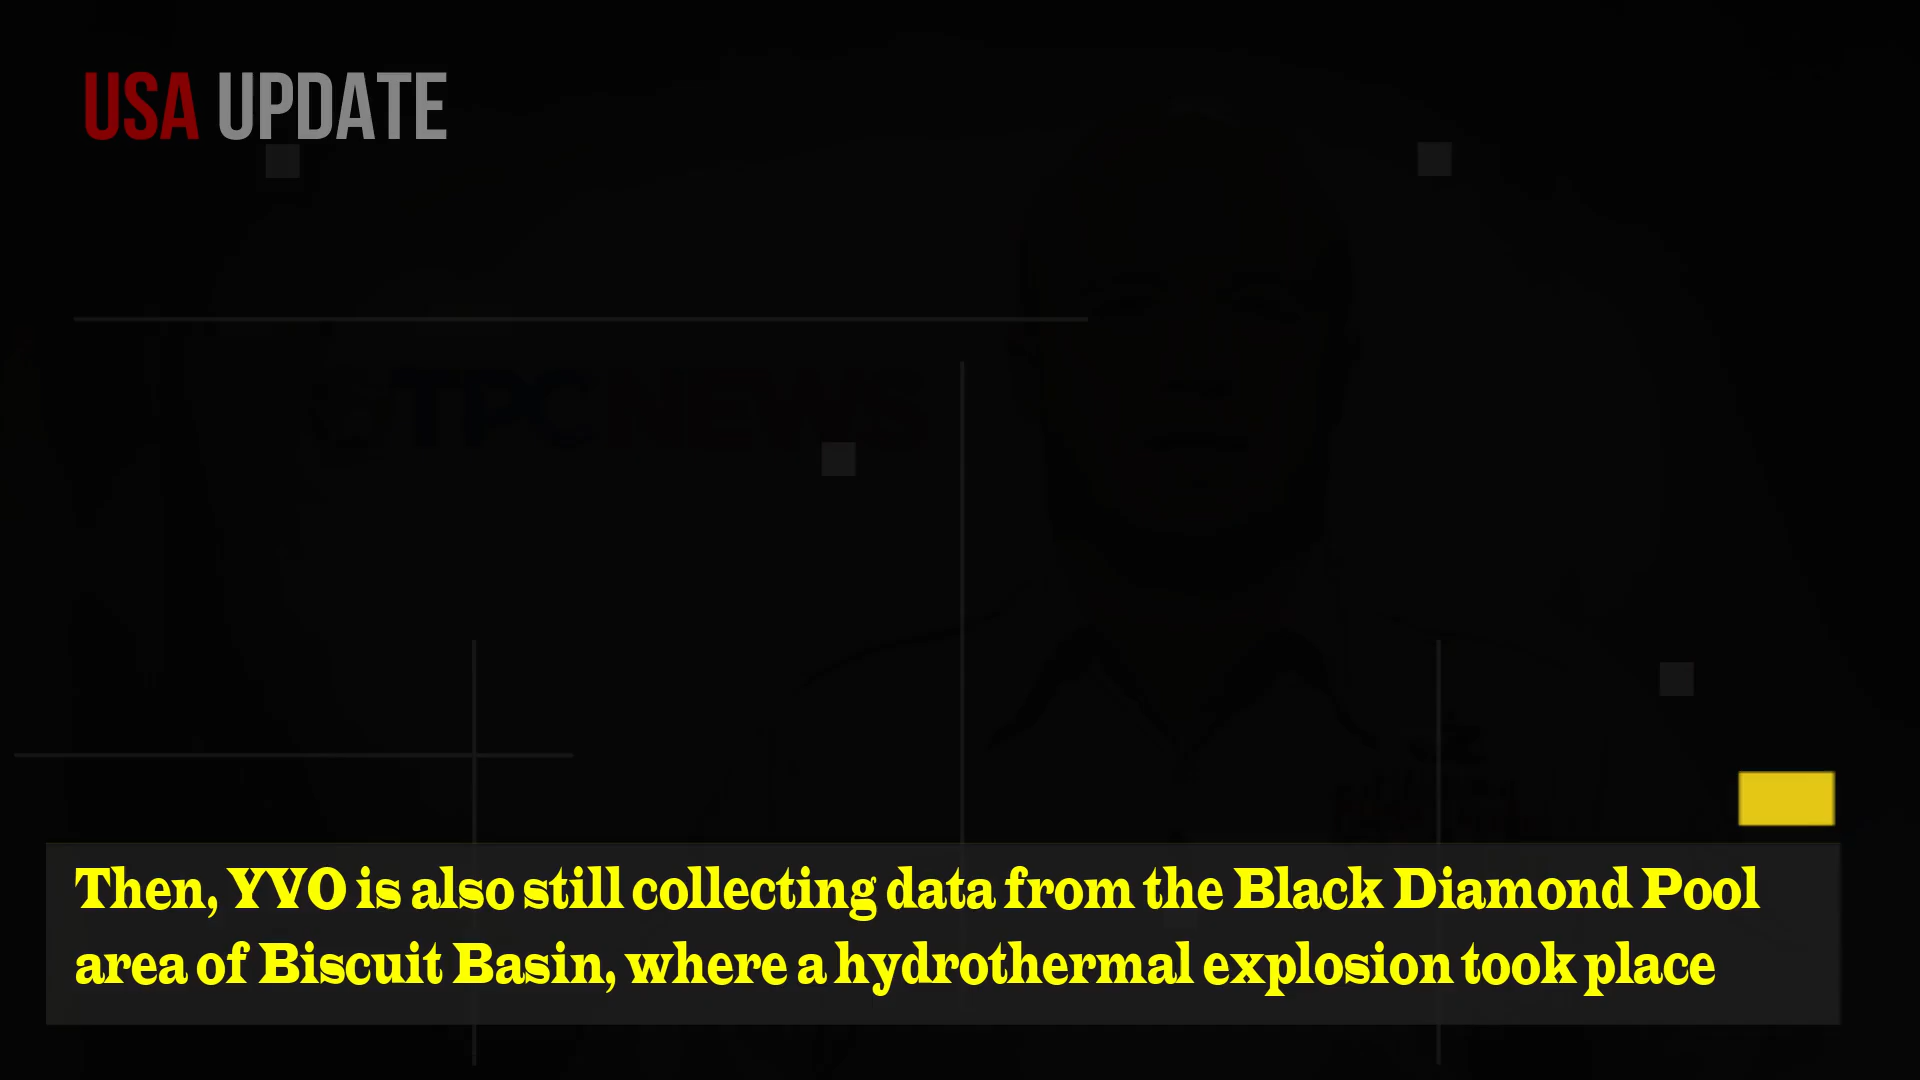 USA UPDATE
TPCNEWS
Then, YVO is also still collecting data from the Black Diamond Pool
area of Biscuit Basin, where a hydrothermal explosion took place